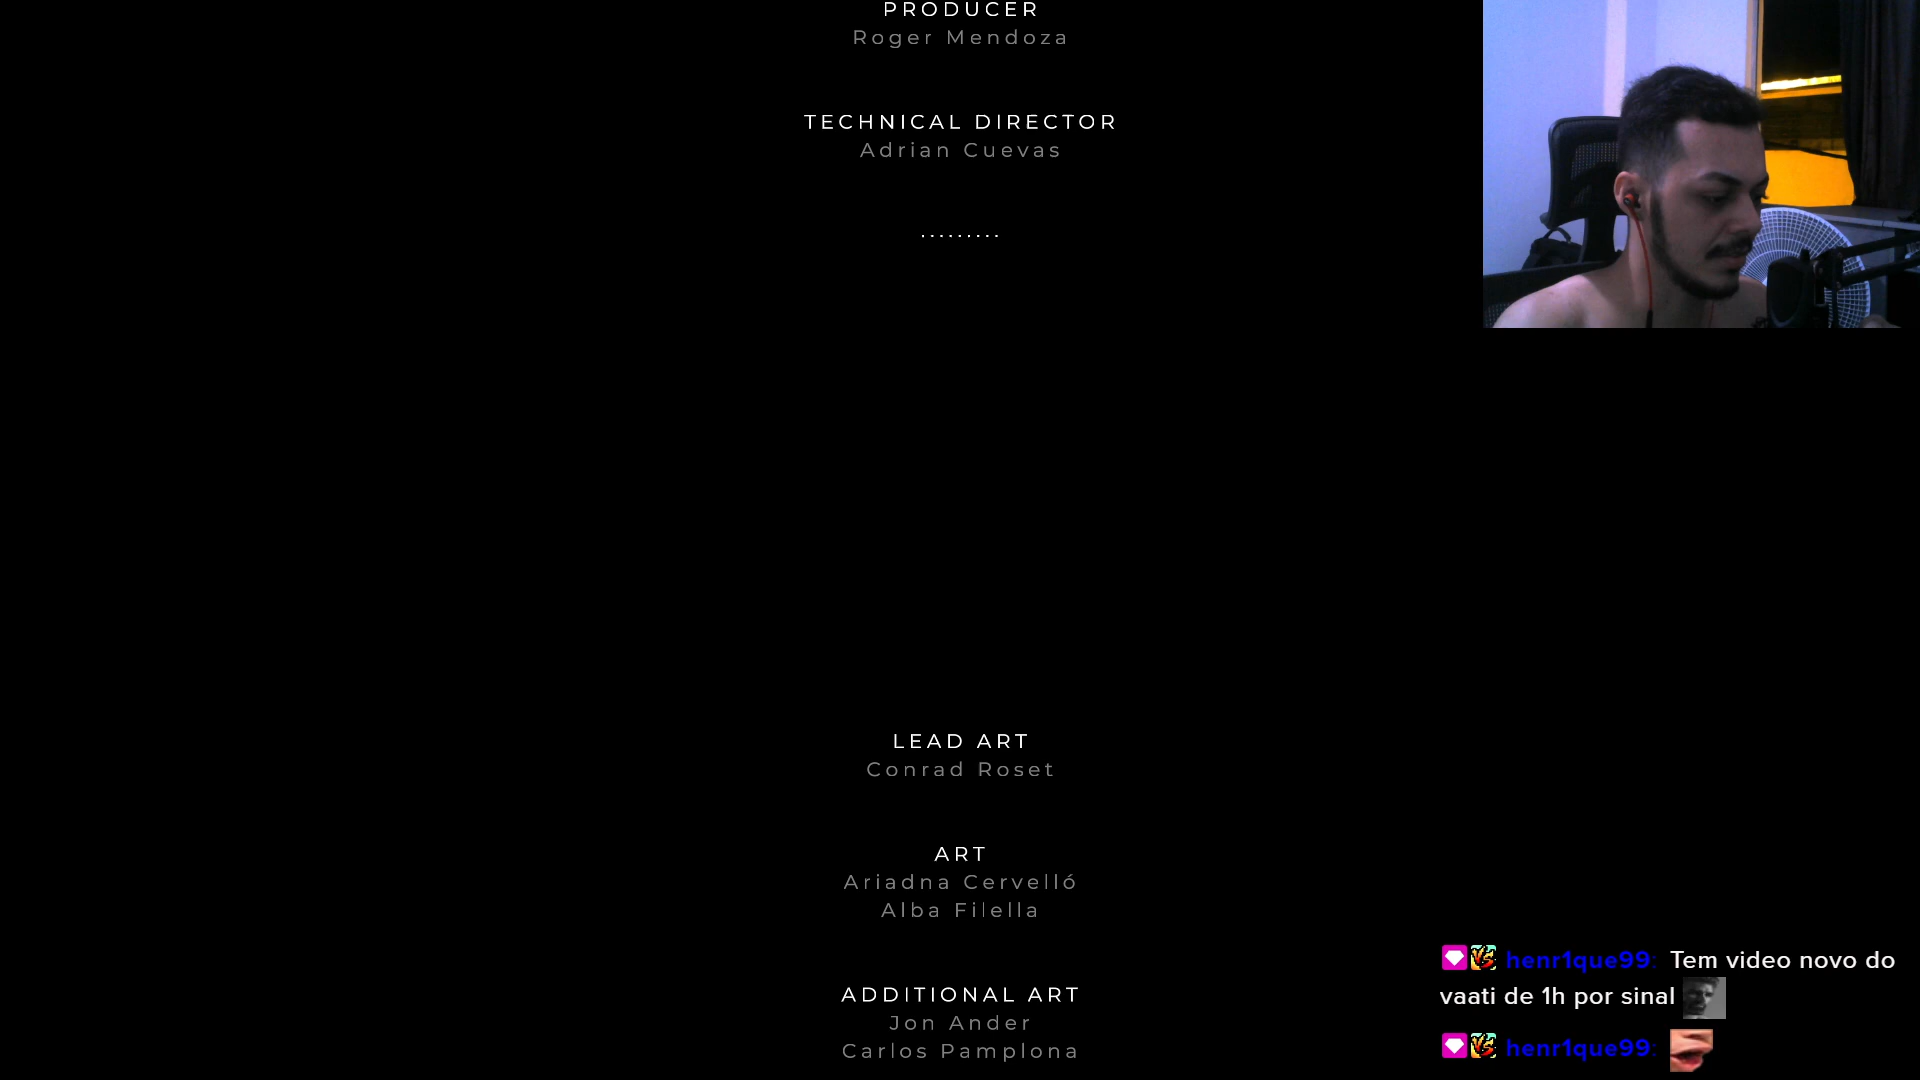 PRODUCER
Roger Mendoza
TECHNICAL DIRECTOR
Adrian Cuevas
.........
LEAD ART
Conrad Roset
ART
Ariadna Cervelló
Alba Filella
ADDITIONAL ART
Jon Ander
Carlos Pamplona
henr1que99: Tem video novo do
vaati de 1h por sinal
henr1que99: